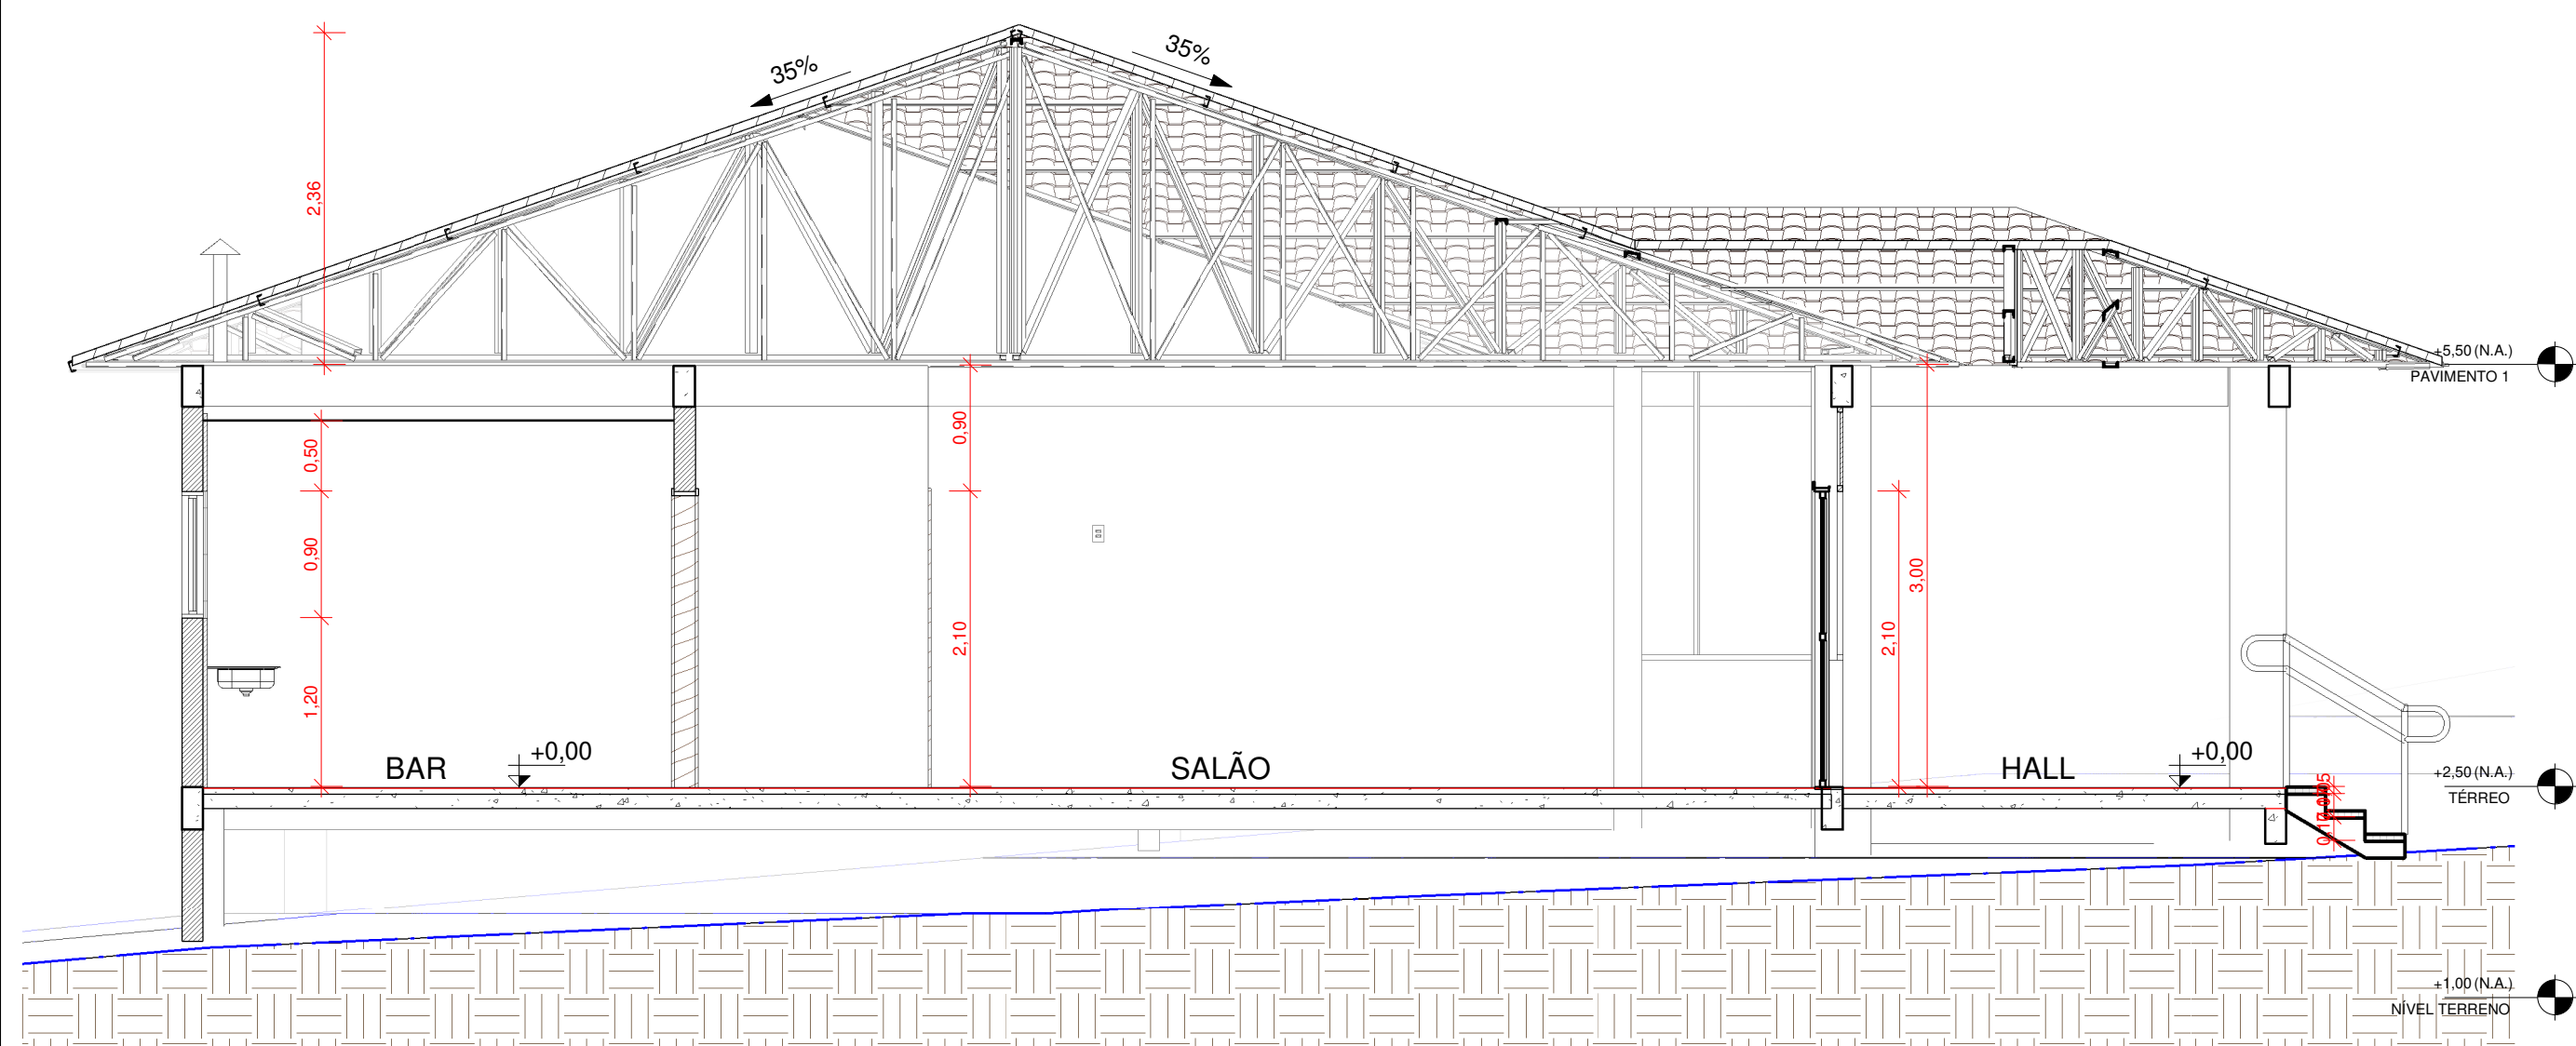 35%
35%
2,36
+5,50 (N.A.)
PAVIMENTO 1
0,50
0,90
0,90
3,00
2,10
2,10
1,20
BAR
+0,00
SALÃO
HALL
+0,00
+2,50 (N.A.)
TÉRREO
+1,00 (N.A.)
NÍVEL TERRENO